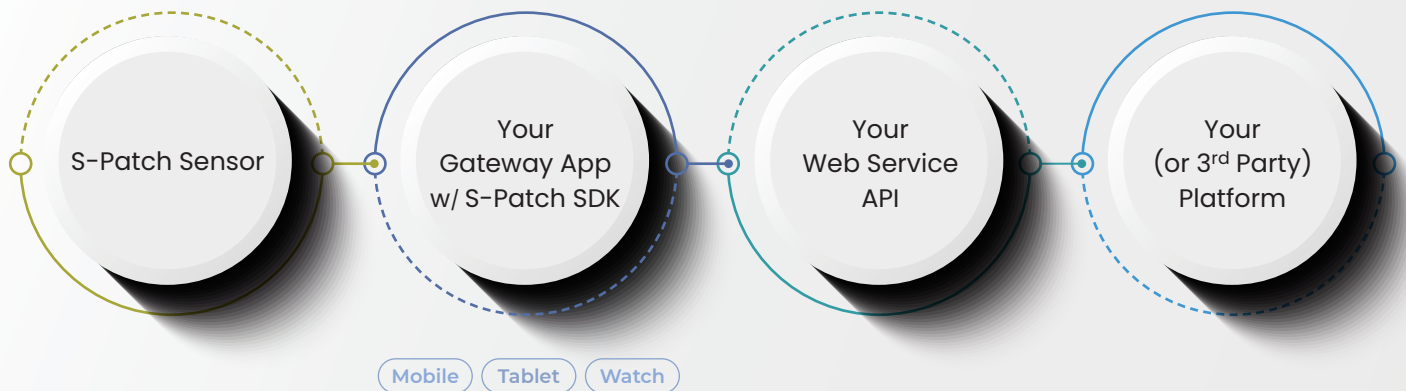 S-Patch Sensor
Your
Gateway App
w/ S-Patch SDK
Your
Web Service
API
Your
(or 3rd Party)
Platform
Mobile
Tablet
Watch